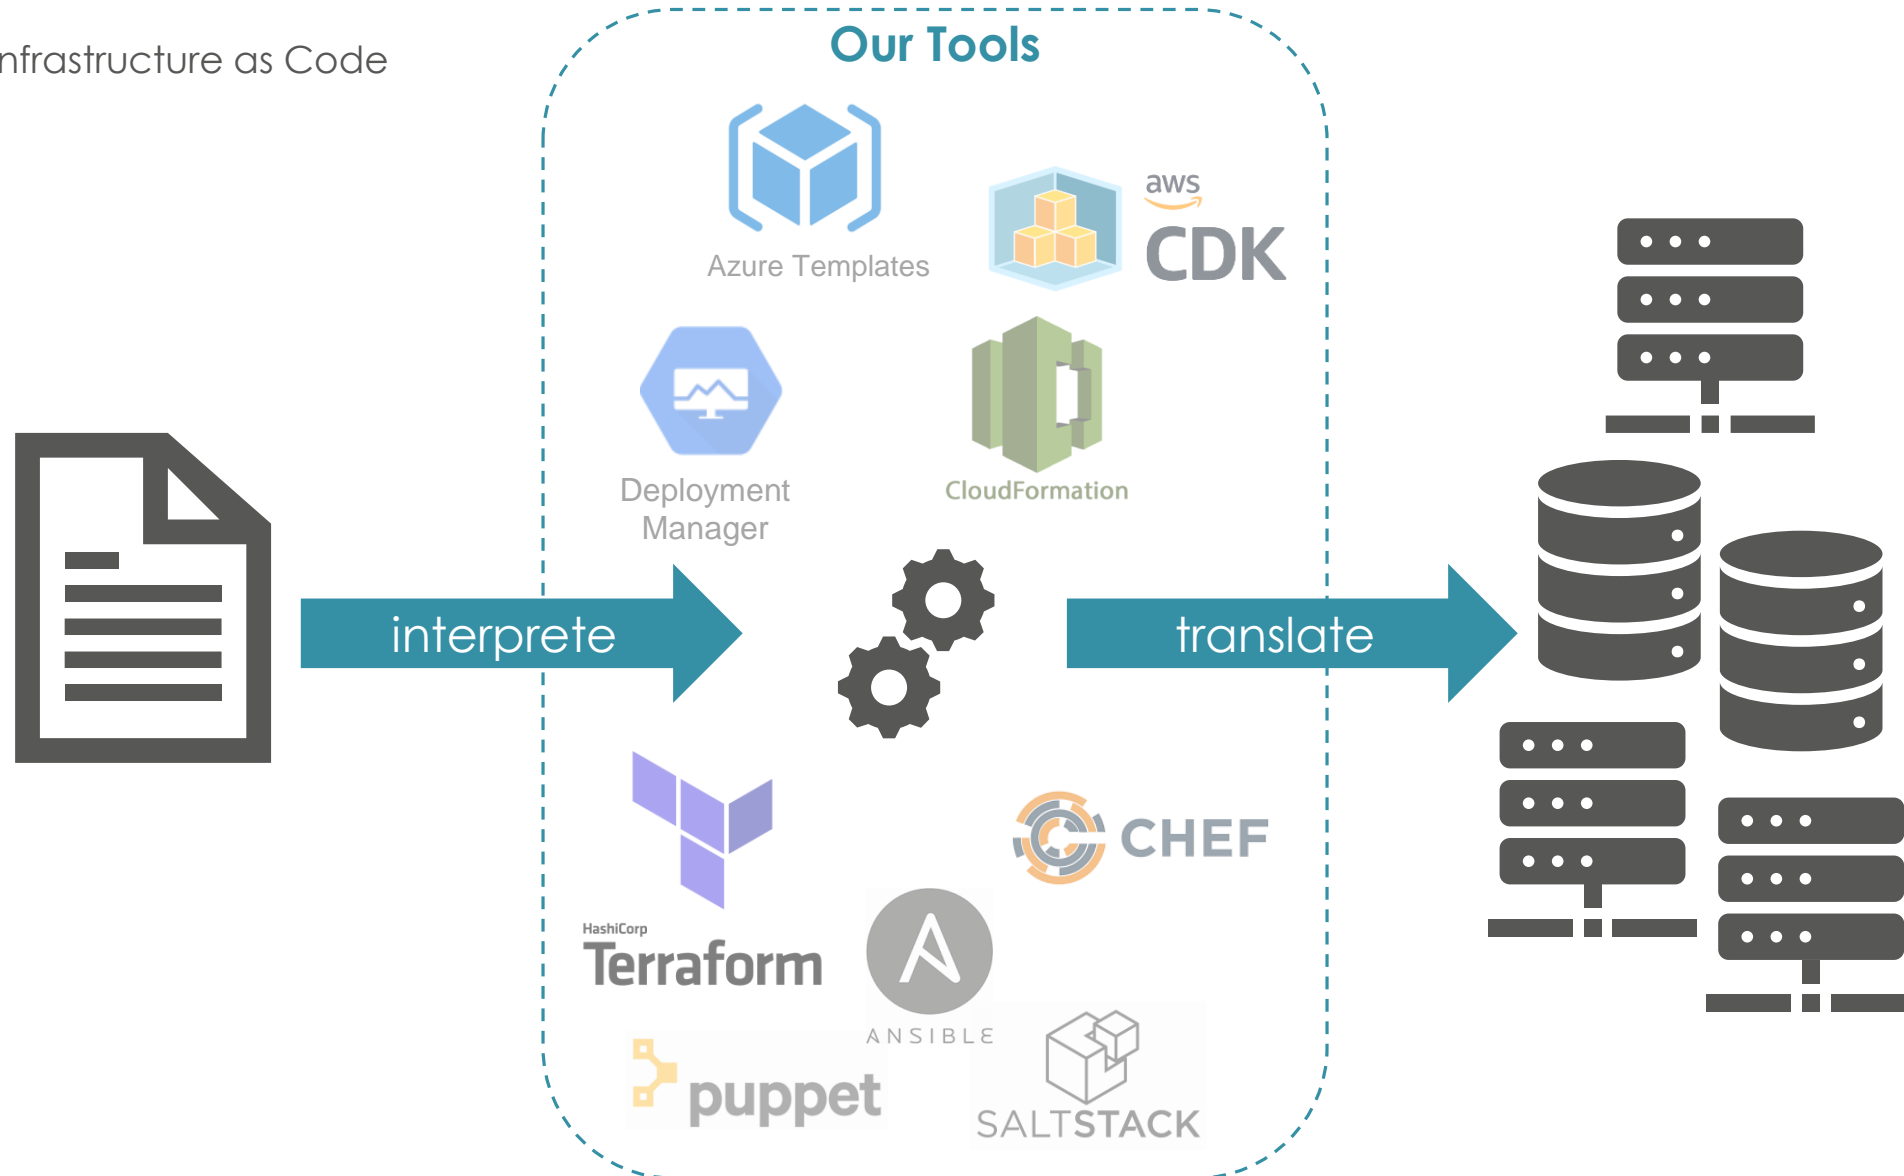 nfrastructure as Code
Our Tools
Azure Templates
aws
CDK
Deployment
Manager
CloudFormation
interprete
translate
HashiCorp
Terraform
CHEF
ANSIBLE
puppet
SALTSTACK